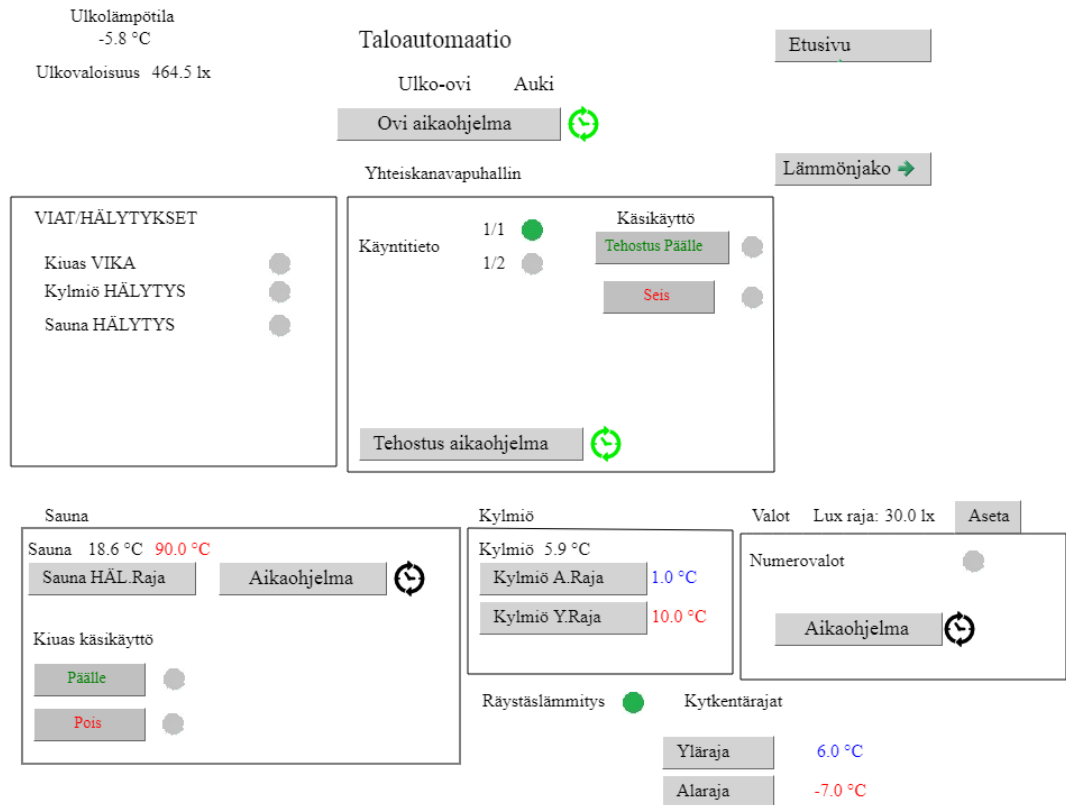 Ulkolämpötila
-5.8 °C
Ulkovaloisuus 464.5 lx
Taloautomaatio
Ulko-ovi Auki
Ovi aikaohjelma
Etusivu
Lämmönjako
VIAT/HÄLYTYKSET
Kiuas VIKA
Kylmiö HÄLYTYS
Sauna HÄLYTYS
Yhteiskanavapuhallin
Käyntitieto
1/1
1/2
Käsikäyttö
Tehostus Päälle
Seis
Tehostus aikaohjelma
Sauna
Sauna 18.6 °C 90.0 °C
Sauna HÄL.Raja Aikaohjelma
Kiuas käsikäyttö
Päälle
Pois
Kylmiö
Kylmiö 5.9 °C
Kylmiö A.Raja 1.0 °C
Kylmiö Y.Raja 10.0 °C
Valot Lux raja: 30.0 lx Aseta
Numerovalot
Aikaohjelma
Räystäslämmitys Kytkentärajat
Yläraja 6.0 °C
Alaraja -7.0 °C